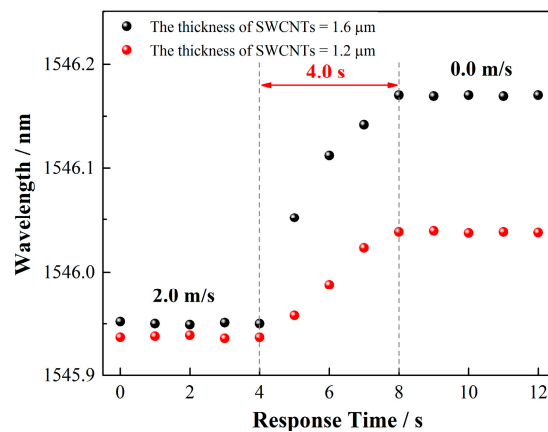 The thickness of SWCNTs = 1.6 μm
The thickness of SWCNTs = 1.2 μm
4.0 s
0.0 m/s
2.0 m/s
1546.2
1546.1
1546.0
1545.9
Wavelength / nm
0 2 4 6 8 10 12
Response Time / s